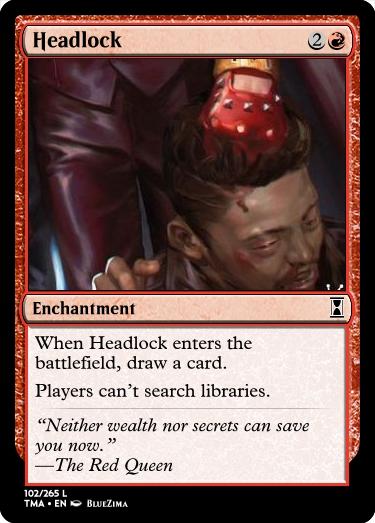 Headlock 2
Enchantment
When Headlock enters the
battlefield, draw a card.
Players can't search libraries.
“Neither wealth nor secrets can save
you now.”
—The Red Queen
102/265 L
TMA • EN BlueZima